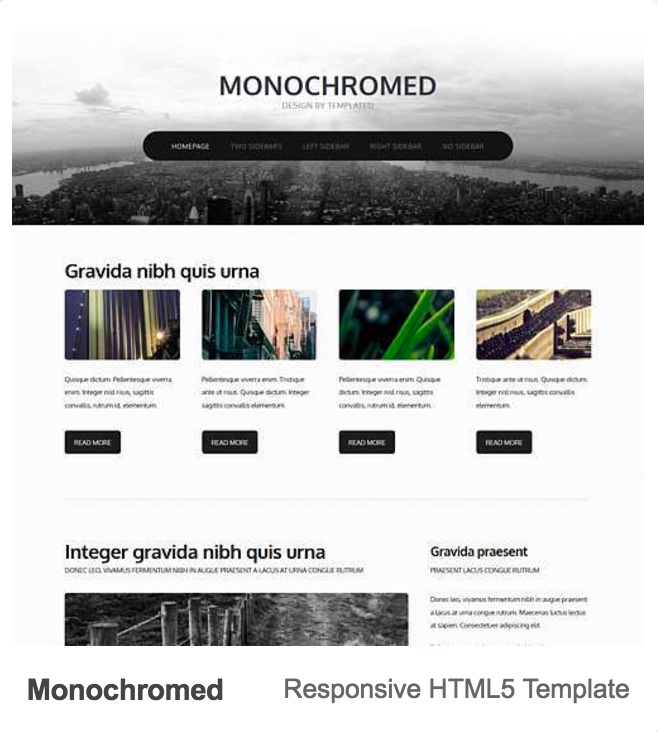 MONOCHROMED
DESIGN BY TEMPLATED
HOMEPAGE TWO SIDEBARS LEFT SIDEBAR RIGHT SIDEBAR NO SIDEBAR
Gravida nibh quis urna
Quisque dictum. Pellentesque viverra
enim. Integer nisl risus, sagittis
convallis, rutrum id, elementum.
READ MORE
Pellentesque viverra enim. Tristique
ante ut risus. Quisque dictum. Integer
sagittis convallis elementum.
READ MORE
Pellentesque viverra enim. Quisque
dictum. Integer nisl risus, sagittis
convallis, rutrum id, elementum.
READ MORE
Tristique ante ut risus. Quisque dictum.
Integer nisl risus, sagittis convallis
elementum.
READ MORE
Integer gravida nibh quis urna
DONEC LEO, VIVAMUS FERMENTUM NIBH IN AUGUE PRAESENT A LACUS AT URNA CONGUE RUTRUM
Gravida praesent
PRAESENT LACUS CONGUE RUTRUM
Donec leo, vivamus fermentum nibh in augue praesent
a lacus at urna congue rutrum. Maecenas luctus lectus
at sapien. Consectetuer adipiscing elit.
Monochromed
Responsive HTML5 Template